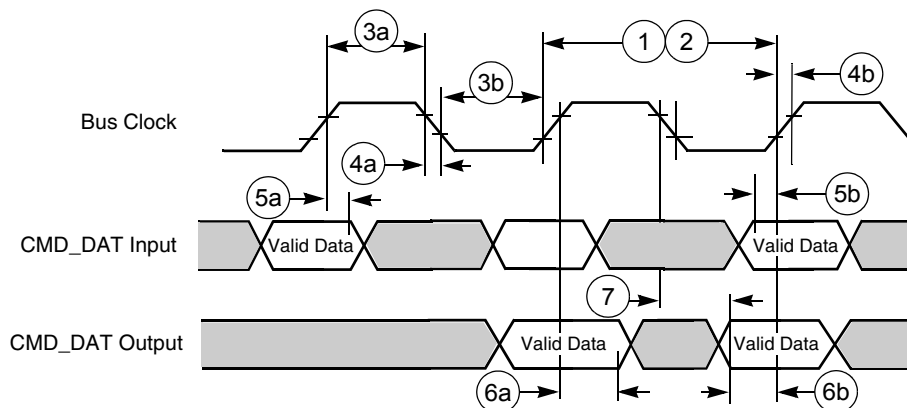 3a
1 2
3b
4b
Bus Clock
4a
5a
5b
CMD_DAT Input
Valid Data
Valid Data
7
CMD_DAT Output
Valid Data
Valid Data
6a
6b